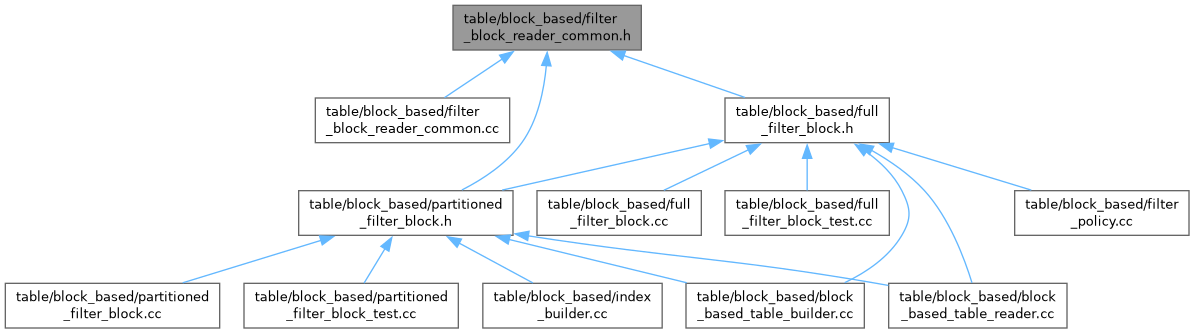 table/block_based/filter
_block_reader_common.h
table/block_based/filter
_block_reader_common.cc
table/block_based/full
_filter_block.h
table/block_based/partitioned
_filter_block.h
table/block_based/full
_filter_block.cc
table/block_based/full
_filter_block_test.cc
table/block_based/filter
_policy.cc
table/block_based/partitioned
_filter_block.cc
table/block_based/partitioned
_filter_block_test.cc
table/block_based/index
_builder.cc
table/block_based/block
_based_table_builder.cc
table/block_based/block
_based_table_reader.cc